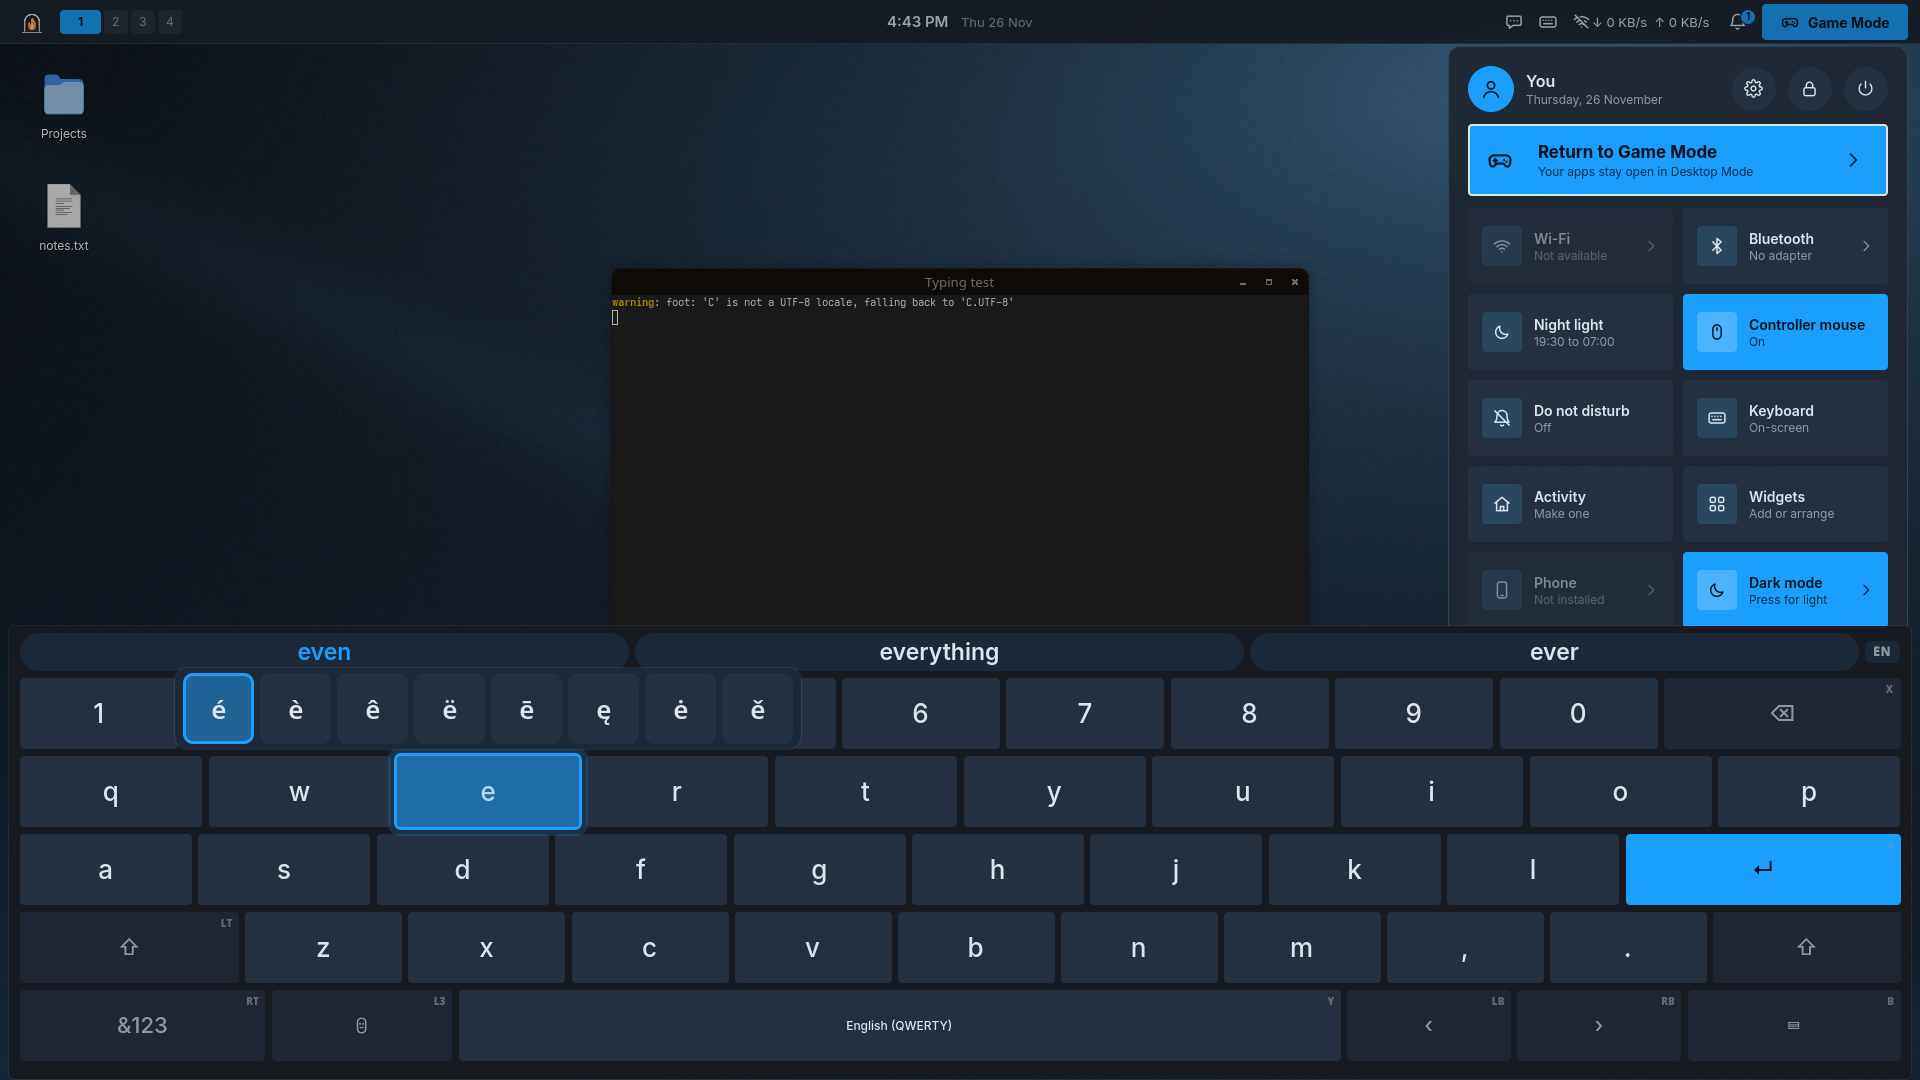 1 2 3 4
4:43 PM Thu 26 Nov
↓ 0 KB/s ↑ 0 KB/s
1
Game Mode
Projects
notes.txt
Typing test
warning: foot: 'C' is not a UTF-8 locale, falling back to 'C.UTF-8'
You
Thursday, 26 November
Return to Game Mode
Your apps stay open in Desktop Mode
Wi-Fi
Not available
Bluetooth
No adapter
Night light
19:30 to 07:00
Controller mouse
On
Do not disturb
Off
Keyboard
On-screen
Activity
Make one
Widgets
Add or arrange
Phone
Not installed
Dark mode
Press for light
even everything ever EN
é è ê ë ē ę ė ě
1 6 7 8 9 0 X
q w e r t y u i o p
a s d f g h j k l
LT z x c v b n m , .
&123 RT L3 English (QWERTY) Y ‹ LB › RB B